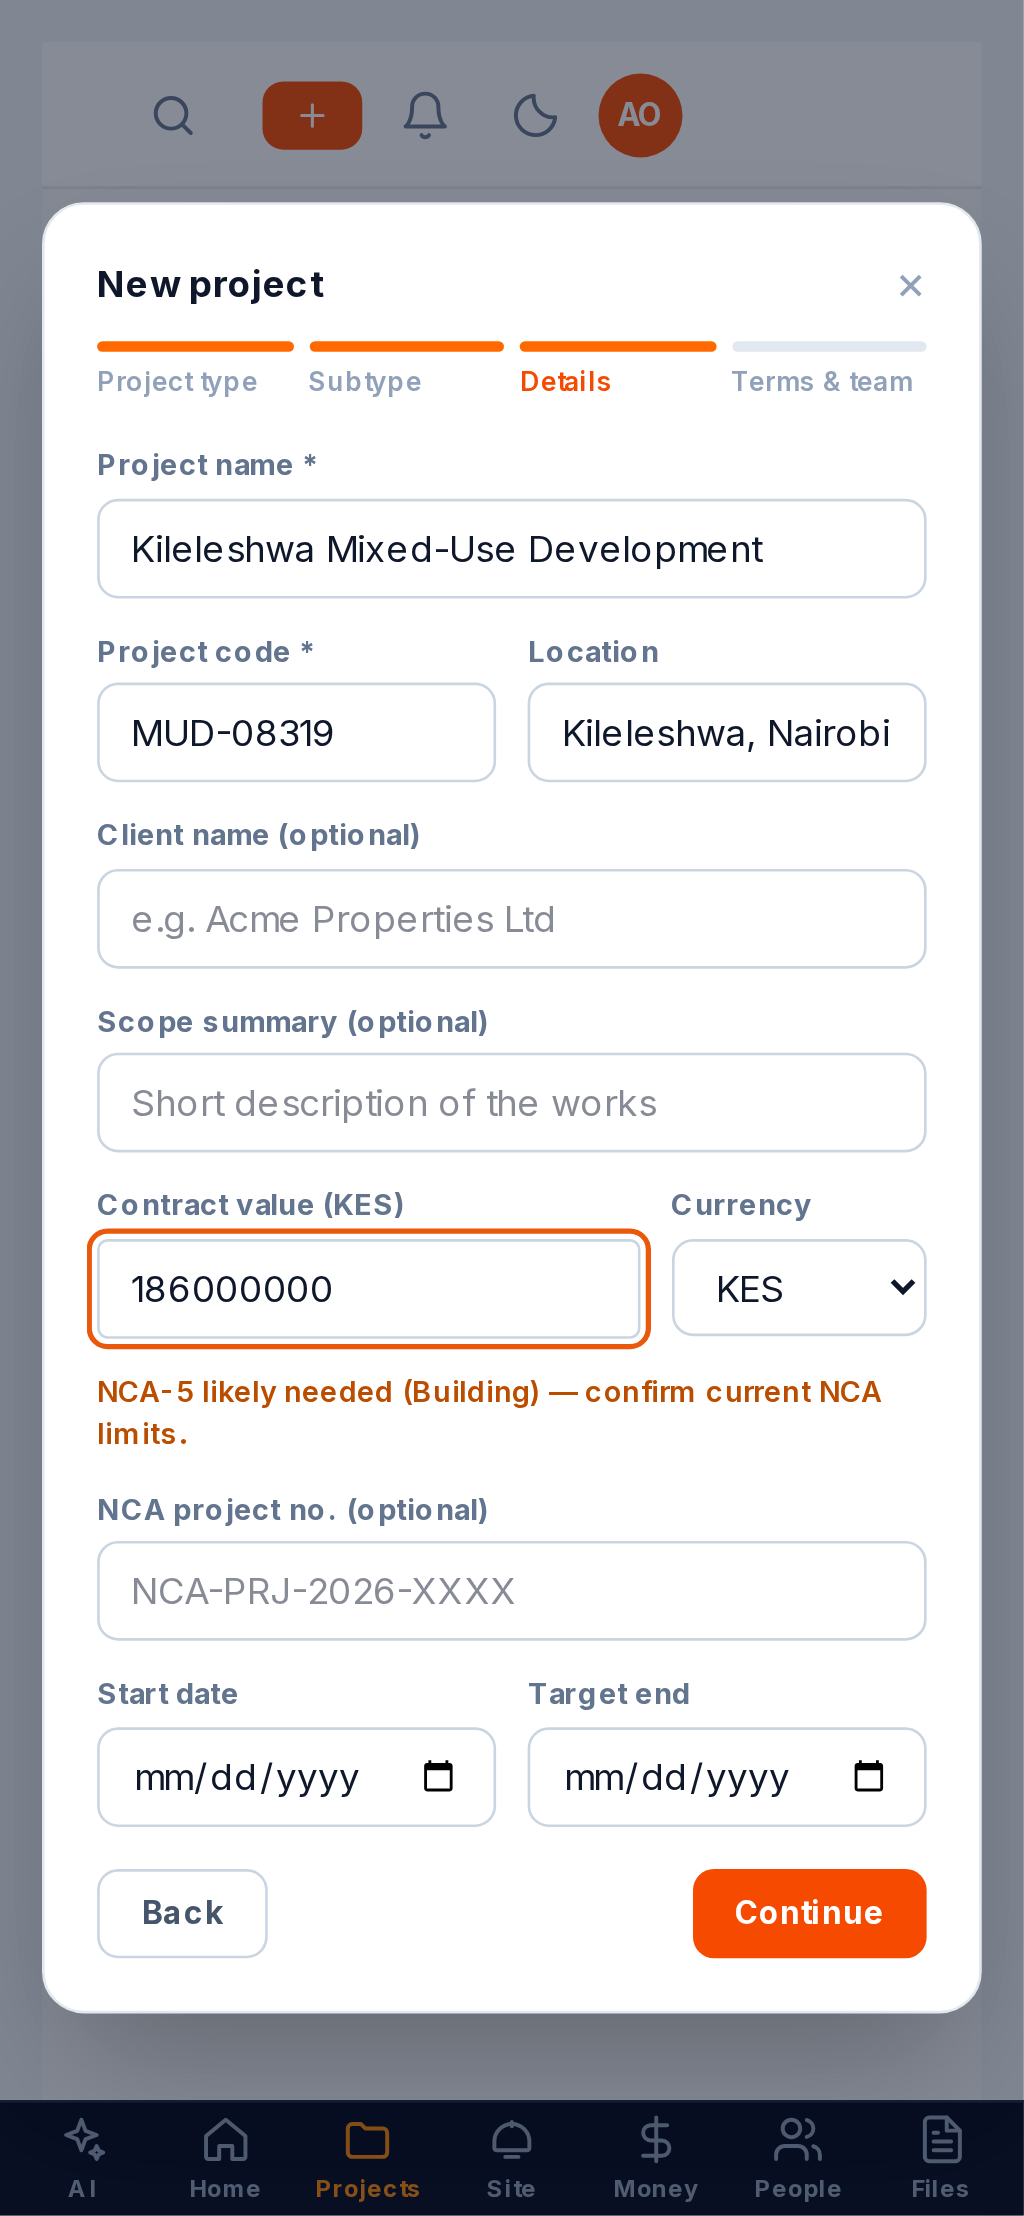 AO
New project
Project type
Subtype
Details
Terms & team
Project name *
Kileleshwa Mixed-Use Development
Project code *
Location
MUD-08319
Kileleshwa, Nairobi
Client name (optional)
e.g. Acme Properties Ltd
Scope summary (optional)
Short description of the works
Contract value (KES)
Currency
186000000
KES
NCA-5 likely needed (Building) — confirm current NCA
limits.
NCA project no. (optional)
NCA-PRJ-2026-XXXX
Start date
Target end
mm/dd/yyyy
mm/dd/yyyy
Back
Continue
AI
Home
Projects
Site
Money
People
Files